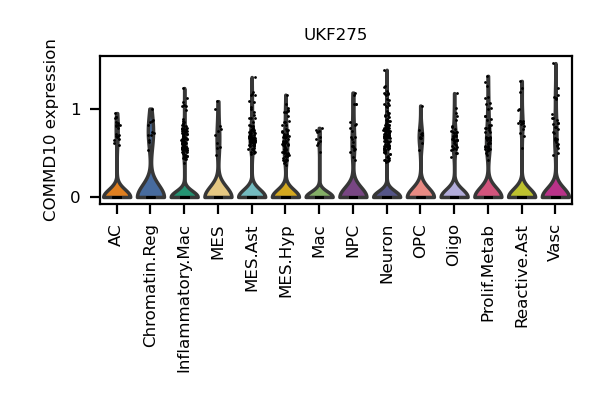 UKF275
COMMD10 expression
1
0
AC
Chromatin.Reg
Inflammatory.Mac
MES
MES.Ast
MES.Hyp
Mac
NPC
Neuron
OPC
Oligo
Prolif.Metab
Reactive.Ast
Vasc